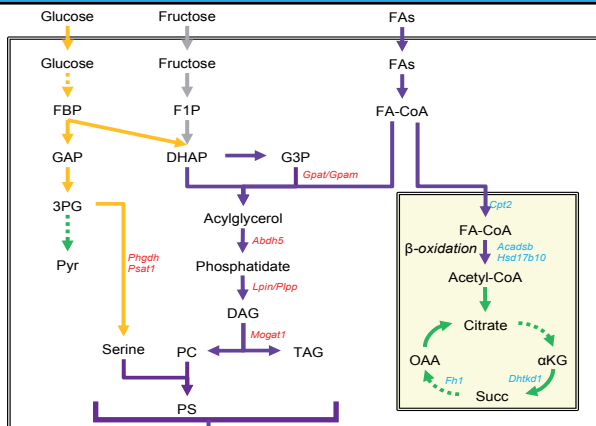 Glucose Fructose FAs
Glucose Fructose FAs
FBP F1P FA-CoA
GAP DHAP G3P
Gpat/Gpam
3PG Acylglycerol Cpt2
FA-CoA
Abdh5 β-oxidation Acadsb
Hsd17b10
Pyr Phgdh Phosphatidate Acetyl-CoA
Psat1
Lpin/Plpp
DAG Citrate
Mogat1
Serine PC TAG OAA αKG
Fh1 Dhtkd1
Succ
PS